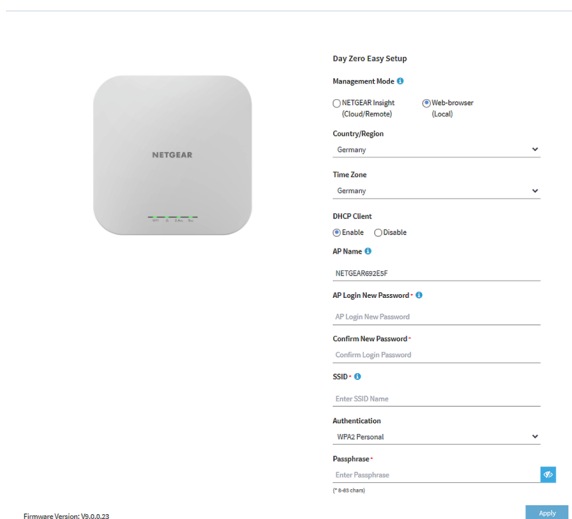 Day Zero Easy Setup
Management Mode
NETGEAR Insight
(Cloud/Remote)
Web-browser
(Local)
Country/Region
Germany
Time Zone
Germany
DHCP Client
Enable
Disable
AP Name
NETGEAR692E5F
AP Login New Password*
AP Login New Password
Confirm New Password*
Confirm Login Password
SSID*
Enter SSID Name
Authentication
WPA2 Personal
Passphrase*
Enter Passphrase
(* 8-65 chars)
Apply
NETGEAR
Firmware Version: V9.0.0.23